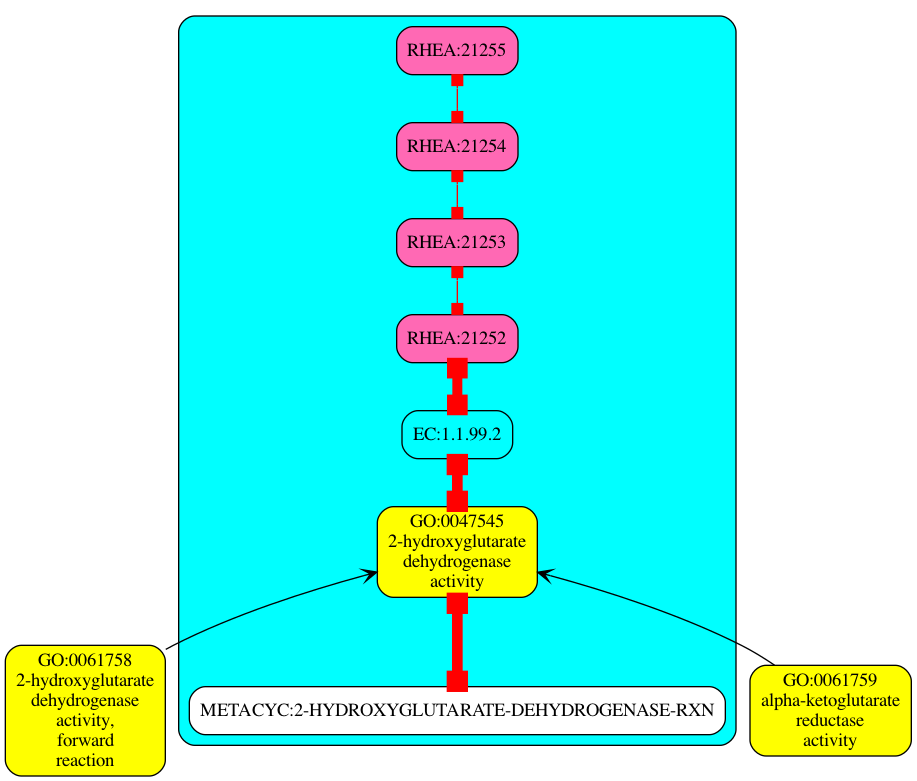 RHEA:21255
RHEA:21254
RHEA:21253
RHEA:21252
EC:1.1.99.2
GO:0047545
2-hydroxyglutarate
dehydrogenase
activity
GO:0061758
2-hydroxyglutarate
dehydrogenase
activity,
forward
reaction
METACYC:2-HYDROXYGLUTARATE-DEHYDROGENASE-RXN
GO:0061759
alpha-ketoglutarate
reductase
activity